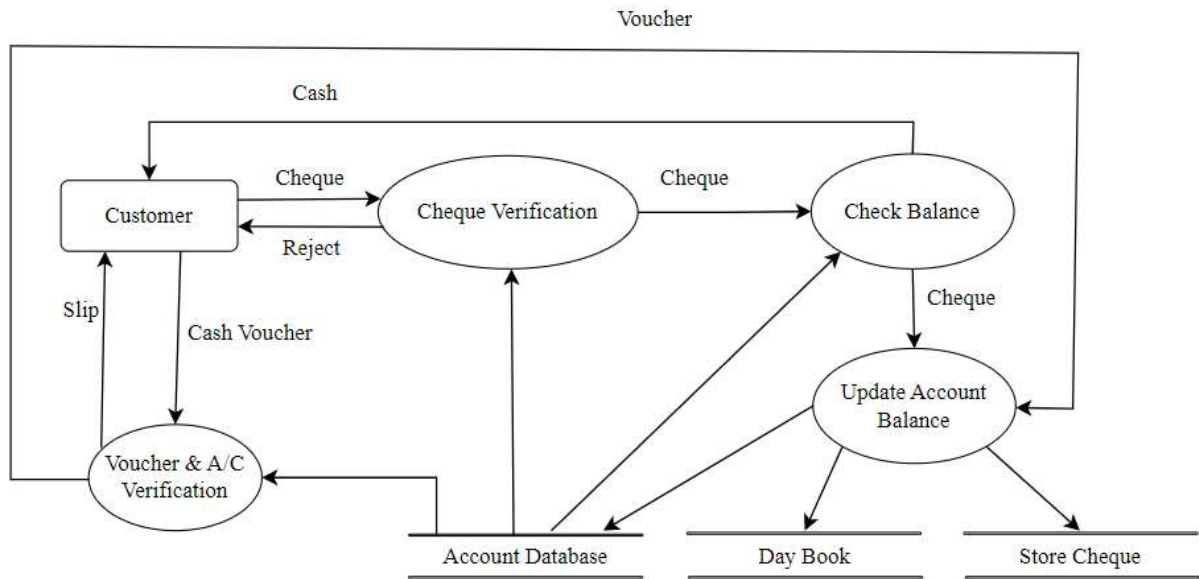 Voucher
Cash
Cheque
Cheque
Customer
Cheque Verification
Check Balance
Reject
Slip
Cheque
Cash Voucher
Update Account
Balance
Voucher & A/C
Verification
Account Database
Day Book
Store Cheque